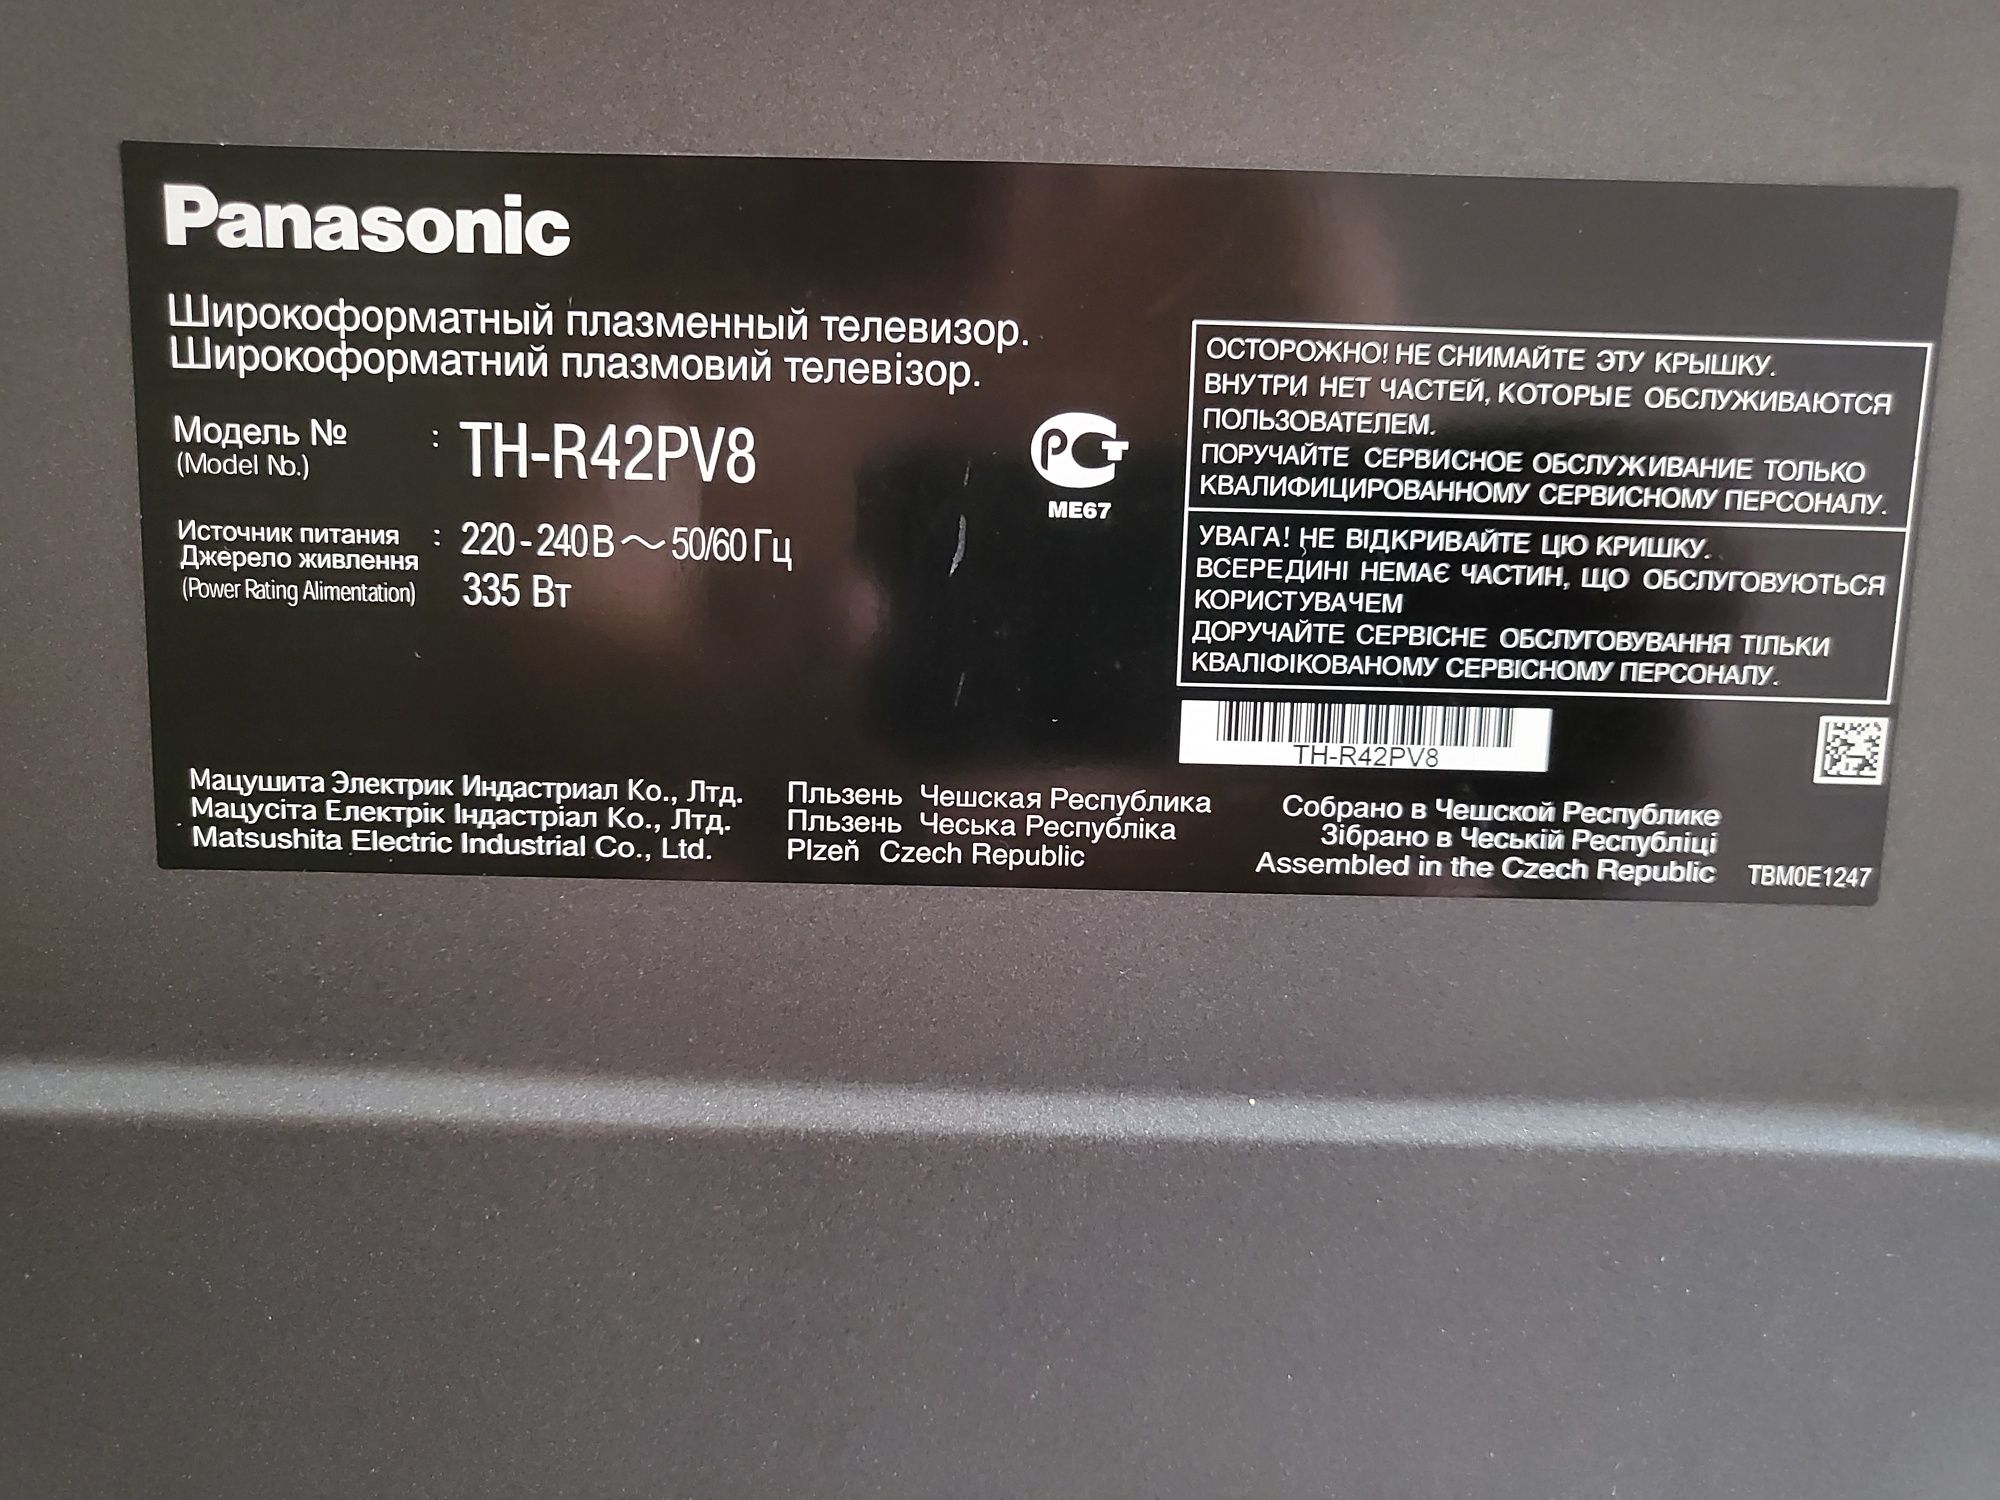 Panasonic
Широкоформатный плазменный телевизор.
Широкоформатний плазмовий телевізор.
Модель № : TH-R42PV8
(Model No.)
Источник питания : 220-240В～50/60 Гц
Джерело живлення
(Power Rating Alimentation) 335 Вт
РСТ
ME67
ОСТОРОЖНО! НЕ СНИМАЙТЕ ЭТУ КРЫШКУ.
ВНУТРИ НЕТ ЧАСТЕЙ, КОТОРЫЕ ОБСЛУЖИВАЮТСЯ
ПОЛЬЗОВАТЕЛЕМ.
ПОРУЧАЙТЕ СЕРВИСНОЕ ОБСЛУЖИВАНИЕ ТОЛЬКО
КВАЛИФИЦИРОВАННОМУ СЕРВИСНОМУ ПЕРСОНАЛУ.
УВАГА! НЕ ВІДКРИВАЙТЕ ЦЮ КРИШКУ.
ВСЕРЕДИНІ НЕМАЄ ЧАСТИН, ЩО ОБСЛУГОВУЮТЬСЯ
КОРИСТУВАЧЕМ
ДОРУЧАЙТЕ СЕРВІСНЕ ОБСЛУГОВУВАННЯ ТІЛЬКИ
КВАЛІФІКОВАНОМУ СЕРВІСНОМУ ПЕРСОНАЛУ.
TH-R42PV8
Мацушита Электрик Индастриал Ко., Лтд.
Мацусіта Електрік Індастріал Ко., Лтд.
Matsushita Electric Industrial Co., Ltd.
Пльзень Чешская Республика
Пльзень Чеська Республіка
Plzeň Czech Republic
Собрано в Чешской Республике
Зібрано в Чеській Республіці
Assembled in the Czech Republic
TBM0E1247